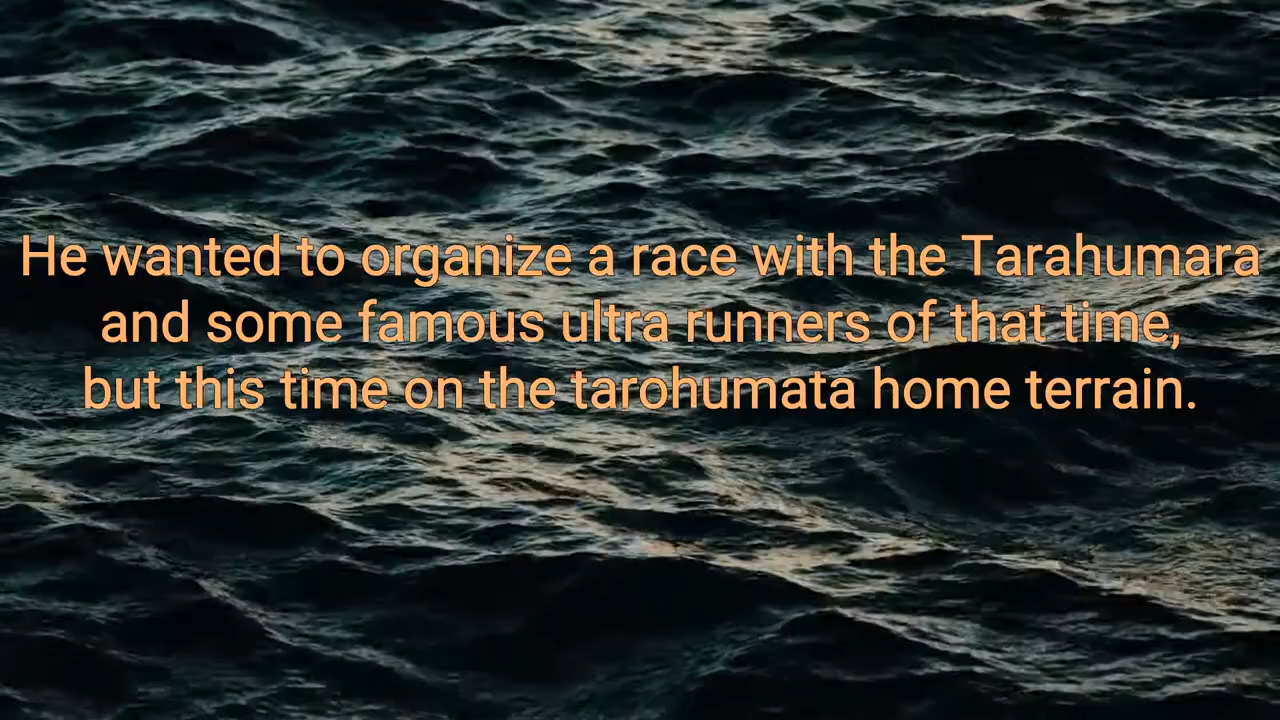 He wanted to organize a race with the Tarahumara
and some famous ultra runners of that time,
but this time on the tarohumata home terrain.